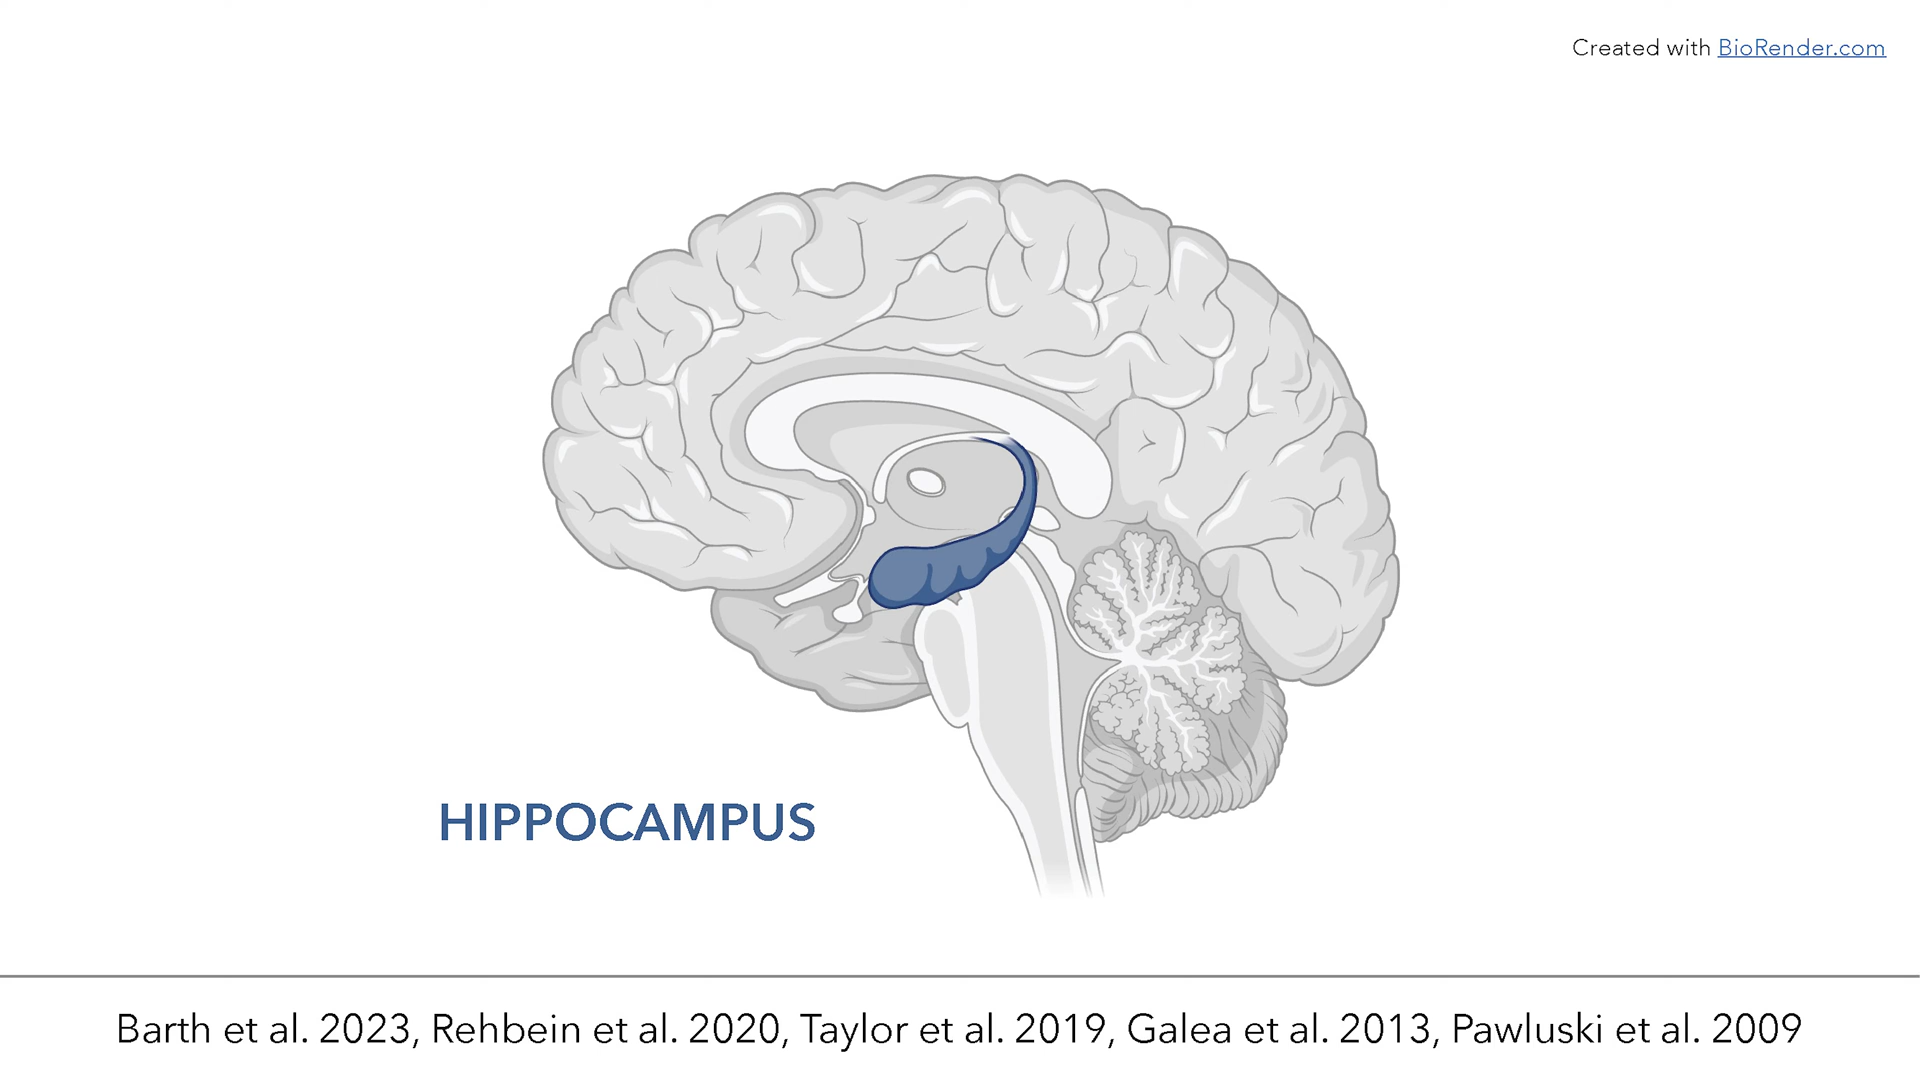 Created with BioRender.com
HIPPOCAMPUS
Barth et al. 2023, Rehbein et al. 2020, Taylor et al. 2019, Galea et al. 2013, Pawluski et al. 2009